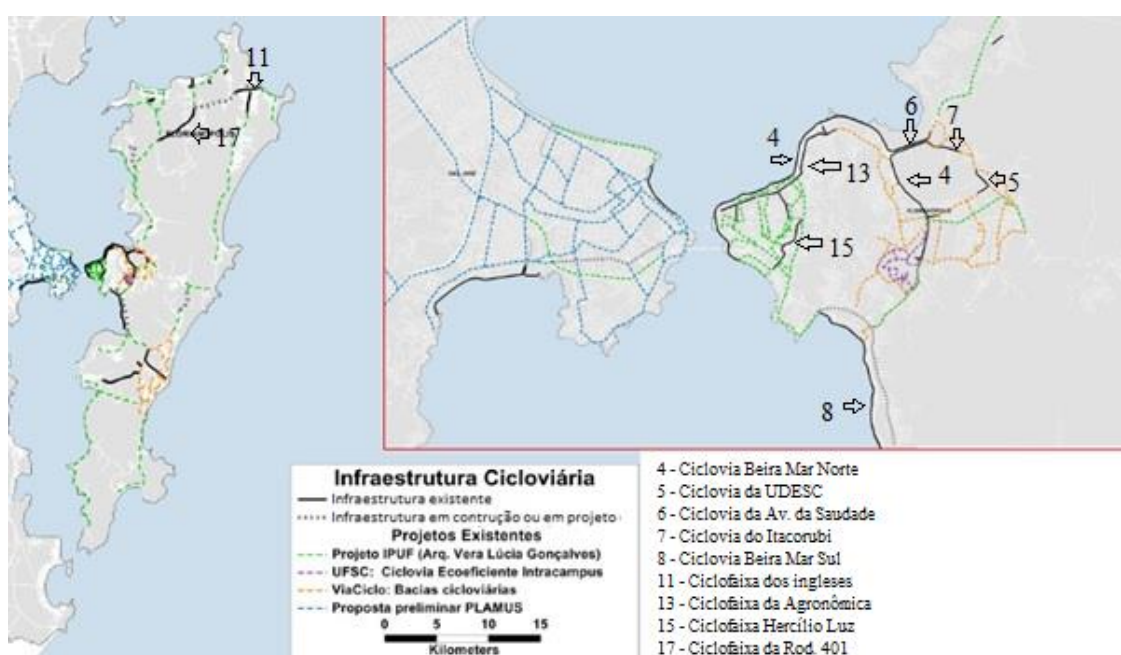 11
17
4
13
6
7
4
5
15
8
Infraestrutura Cicloviária
Infraestrutura existente
Infraestrutura em contrução ou em projeto
Projetos Existentes
Projeto IPUF (Arq. Vera Lúcia Gonçalves)
UFSC: Ciclovia Ecoeficiente Intracampus
ViaCiclo: Bacias cicloviárias
Proposta preliminar PLAMUS
0 5 10 15
Kilometers
4 - Ciclovia Beira Mar Norte
5 - Ciclovia da UDESC
6 - Ciclovia da Av. da Saudade
7 - Ciclovia do Itacorubi
8 - Ciclovia Beira Mar Sul
11 - Ciclofaixa dos ingleses
13 - Ciclofaixa da Agronômica
15 - Ciclofaixa Hercílio Luz
17 - Ciclofaixa da Rod. 401